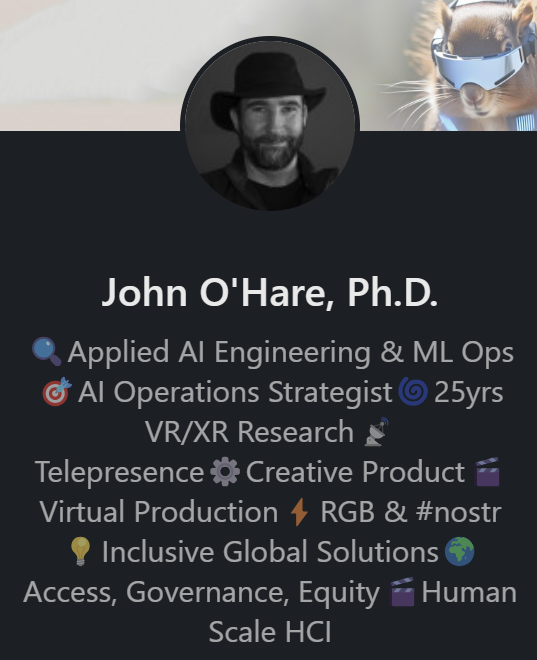 John O'Hare, Ph.D.
🔍 Applied AI Engineering & ML Ops
🎯 AI Operations Strategist 🌀 25yrs
VR/XR Research 📡
Telepresence ⚙️ Creative Product 🎬
Virtual Production ⚡ RGB & #nostr
💡 Inclusive Global Solutions 🌍
Access, Governance, Equity 🎬 Human
Scale HCI